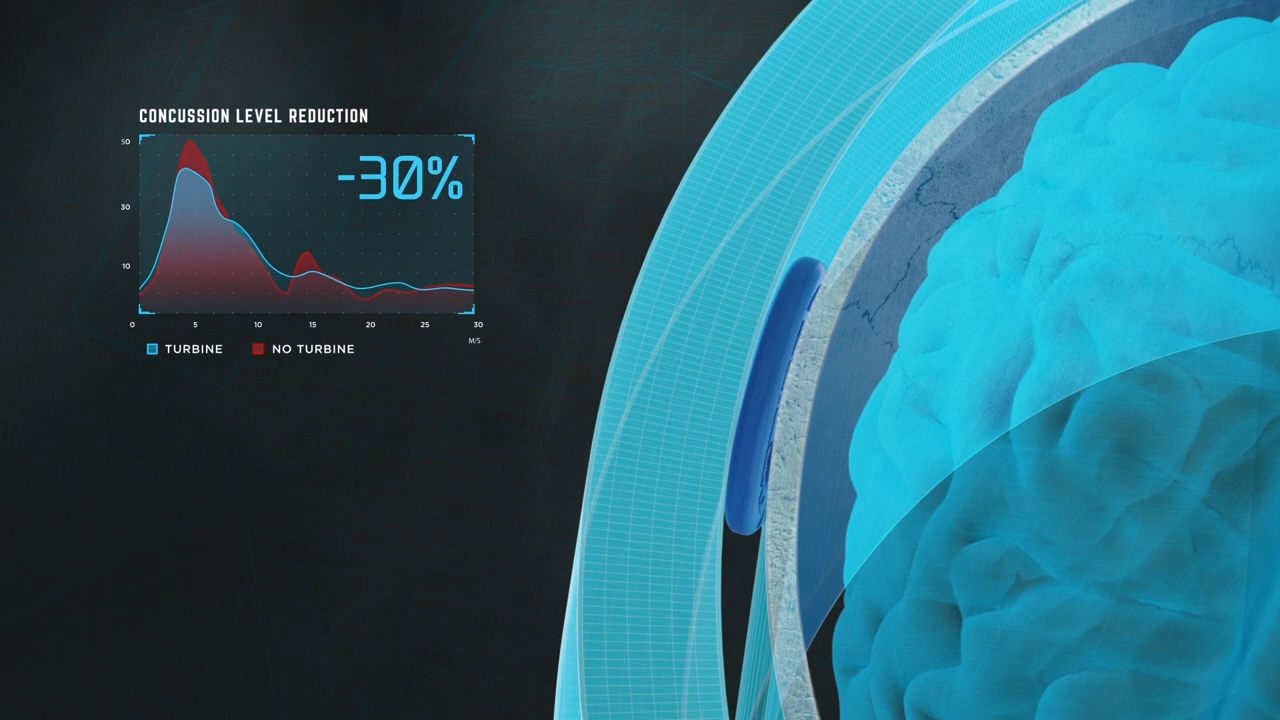 CONCUSSION LEVEL REDUCTION
50
-30%
30
10
0 5 10 15 20 25 30
M/S
TURBINE NO TURBINE